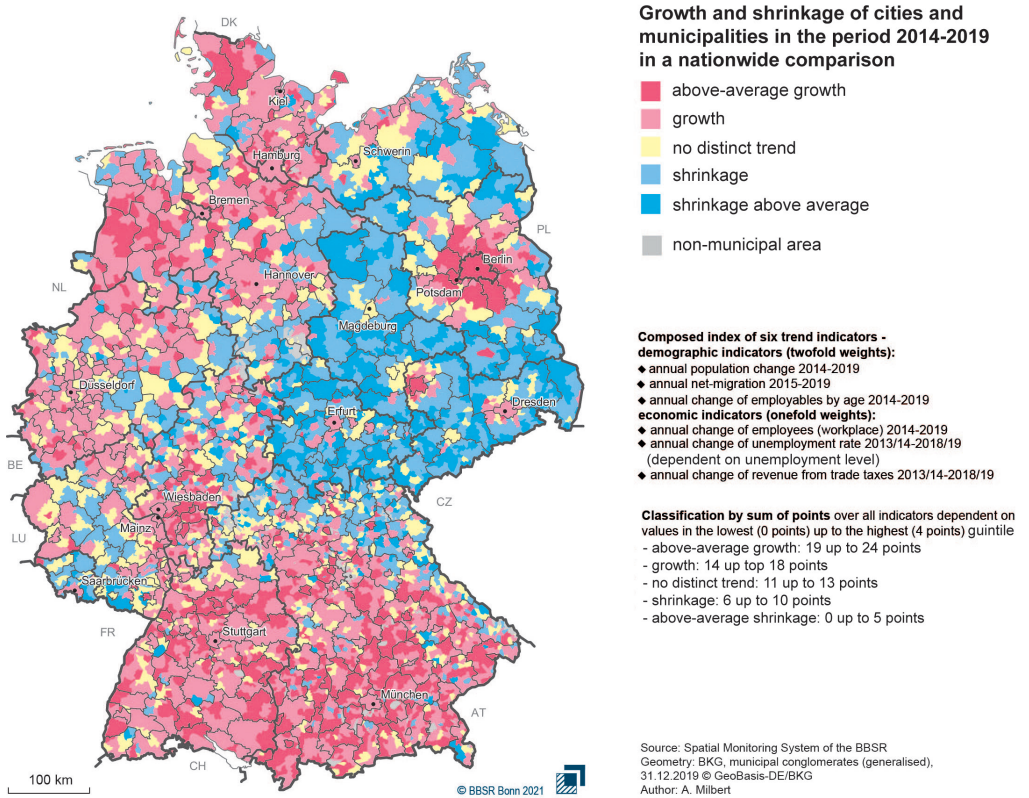 DK
Kiel
Hamburg
Schwerin
Bremen
PL
Berlin
Hannover
Potsdam
NL
Magdeburg
Düsseldorf
Erfurt
Dresden
BE
Wiesbaden
CZ
Mainz
LU
Saarbrücken
FR
Stuttgart
München
AT
CH
100 km
© BBSR Bonn 2021
Growth and shrinkage of cities and
municipalities in the period 2014-2019
in a nationwide comparison
above-average growth
growth
no distinct trend
shrinkage
shrinkage above average
non-municipal area
Composed index of six trend indicators -
demographic indicators (twofold weights):
◆ annual population change 2014-2019
◆ annual net-migration 2015-2019
◆ annual change of employables by age 2014-2019
economic indicators (onefold weights):
◆ annual change of employees (workplace) 2014-2019
◆ annual change of unemployment rate 2013/14-2018/19
(dependent on unemployment level)
◆ annual change of revenue from trade taxes 2013/14-2018/19
Classification by sum of points over all indicators dependent on
values in the lowest (0 points) up to the highest (4 points) guintile
- above-average growth: 19 up to 24 points
- growth: 14 up top 18 points
- no distinct trend: 11 up to 13 points
- shrinkage: 6 up to 10 points
- above-average shrinkage: 0 up to 5 points
Source: Spatial Monitoring System of the BBSR
Geometry: BKG, municipal conglomerates (generalised),
31.12.2019 © GeoBasis-DE/BKG
Author: A. Milbert